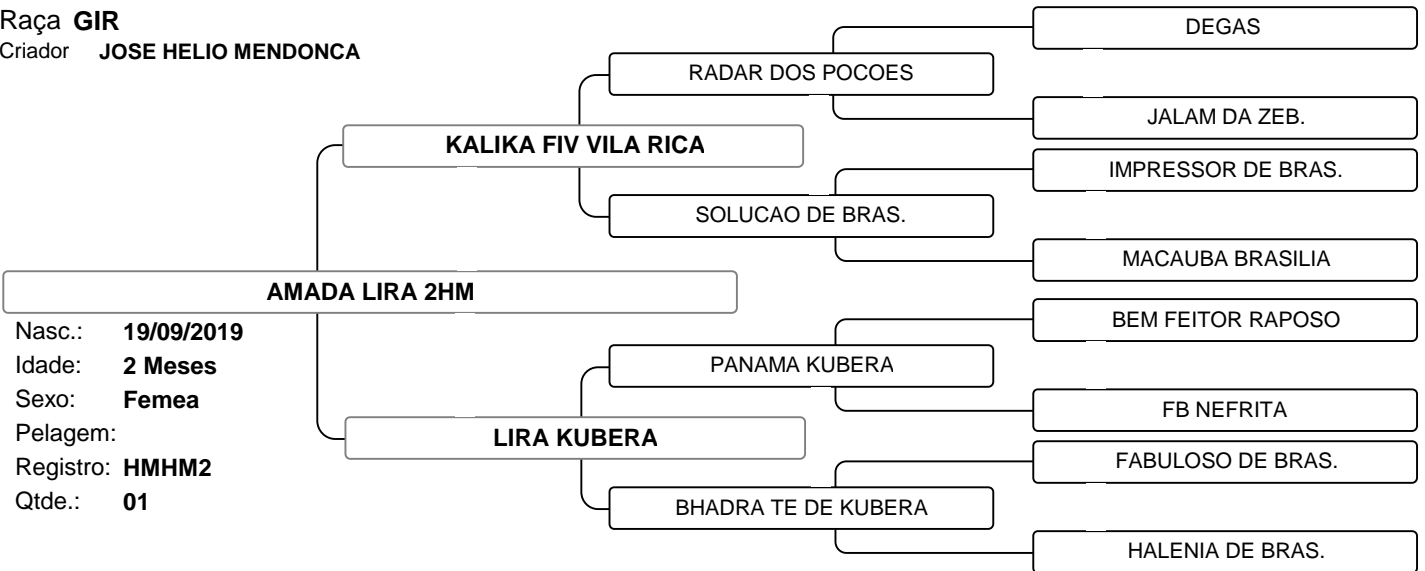 Raça GIR
Criador JOSE HELIO MENDONCA
DEGAS
RADAR DOS POCOES
JALAM DA ZEB.
KALIKA FIV VILA RICA
IMPRESSOR DE BRAS.
SOLUCAO DE BRAS.
MACAUBA BRASILIA
AMADA LIRA 2HM
Nasc.: 19/09/2019
Idade: 2 Meses
Sexo: Femea
Pelagem:
Registro: HMHM2
Qtde.: 01
BEM FEITOR RAPOSO
PANAMA KUBERA
FB NEFRITA
LIRA KUBERA
FABULOSO DE BRAS.
BHADRA TE DE KUBERA
HALENIA DE BRAS.